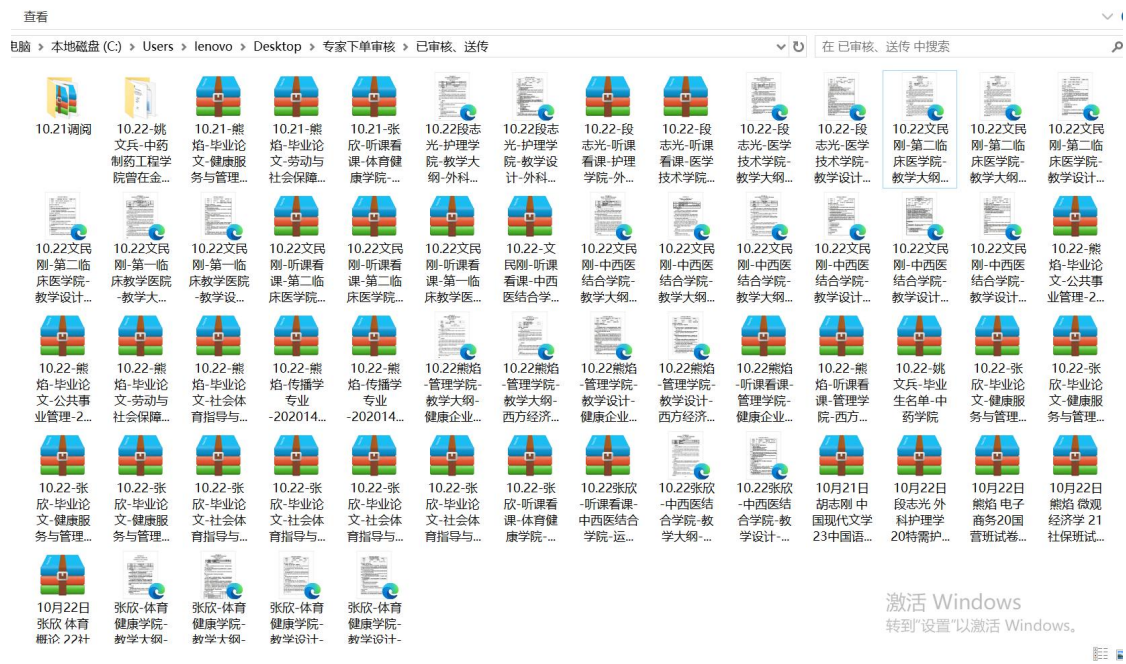 查看
电脑 › 本地磁盘 (C:) › Users › lenovo › Desktop › 专家下单审核 › 已审核、送传
在 已审核、送传 中搜索
10.21调阅
10.22-姚
文兵-中药
制药工程学
院曾在金...
10.21-熊
焰-毕业论
文-健康服
务与管理...
10.21-熊
焰-毕业论
文-劳动与
社会保障...
10.21-张
欣-听课看
课-体育健
康学院-...
10.22段志
光-护理学
院-教学大
纲-外科...
10.22段志
光-护理学
院-教学设
计-外科...
10.22-段
志光-听课
看课-护理
学院-外...
10.22-段
志光-听课
看课-医学
技术学院...
10.22-段
志光-医学
技术学院-
教学大纲...
10.22-段
志光-医学
技术学院-
教学设计...
10.22文民
刚-第二临
床医学院-
教学大纲...
10.22文民
刚-第二临
床医学院-
教学大纲...
10.22文民
刚-第二临
床医学院-
教学设计...
10.22文民
刚-第二临
床医学院-
教学设计...
10.22文民
刚-第一临
床教学医院
-教学大...
10.22文民
刚-第一临
床教学医院
-教学设...
10.22文民
刚-听课看
课-第二临
床医学院...
10.22文民
刚-听课看
课-第二临
床医学院...
10.22文民
刚-听课看
课-第一临
床教学医...
10.22-文
民刚-听课
看课-中西
医结合学...
10.22文民
刚-中西医
结合学院-
教学大纲...
10.22文民
刚-中西医
结合学院-
教学大纲...
10.22文民
刚-中西医
结合学院-
教学大纲...
10.22文民
刚-中西医
结合学院-
教学设计...
10.22文民
刚-中西医
结合学院-
教学设计...
10.22文民
刚-中西医
结合学院-
教学设计...
10.22-熊
焰-毕业论
文-公共事
业管理-2...
10.22-熊
焰-毕业论
文-公共事
业管理-2...
10.22-熊
焰-毕业论
文-劳动与
社会保障...
10.22-熊
焰-毕业论
文-社会体
育指导与...
10.22-熊
焰-传播学
专业
-202014...
10.22-熊
焰-传播学
专业
-202014...
10.22熊焰
-管理学院-
教学大纲-
健康企业...
10.22熊焰
-管理学院-
教学大纲-
西方经济...
10.22熊焰
-管理学院-
教学设计-
健康企业...
10.22熊焰
-管理学院-
教学设计-
西方经济...
10.22熊焰
-听课看课-
管理学院-
健康企业...
10.22-熊
焰-听课看
课-管理学
院-西方...
10.22-姚
文兵-毕业
生名单-中
药学院
10.22-张
欣-毕业论
文-健康服
务与管理...
10.22-张
欣-毕业论
文-健康服
务与管理...
10.22-张
欣-毕业论
文-健康服
务与管理...
10.22-张
欣-毕业论
文-健康服
务与管理...
10.22-张
欣-毕业论
文-社会体
育指导与...
10.22-张
欣-毕业论
文-社会体
育指导与...
10.22-张
欣-毕业论
文-社会体
育指导与...
10.22-张
欣-毕业论
文-社会体
育指导与...
10.22-张
欣-听课看
课-体育健
康学院-...
10.22张欣
-听课看课-
中西医结合
学院-运...
10.22张欣
-中西医结
合学院-教
学大纲-...
10.22张欣
-中西医结
合学院-教
学设计-...
10月21日
胡志刚 中
国现代文学
23中国语...
10月22日
段志光 外
科护理学
20特需护...
10月22日
熊焰 电子
商务20国
营班试卷...
10月22日
熊焰 微观
经济学 21
社保班试...
10月22日
张欣 体育
概论 22社
张欣-体育
健康学院-
教学大纲-
张欣-体育
健康学院-
教学大纲-
张欣-体育
健康学院-
教学设计-
张欣-体育
健康学院-
教学设计-
激活 Windows
转到"设置"以激活 Windows。